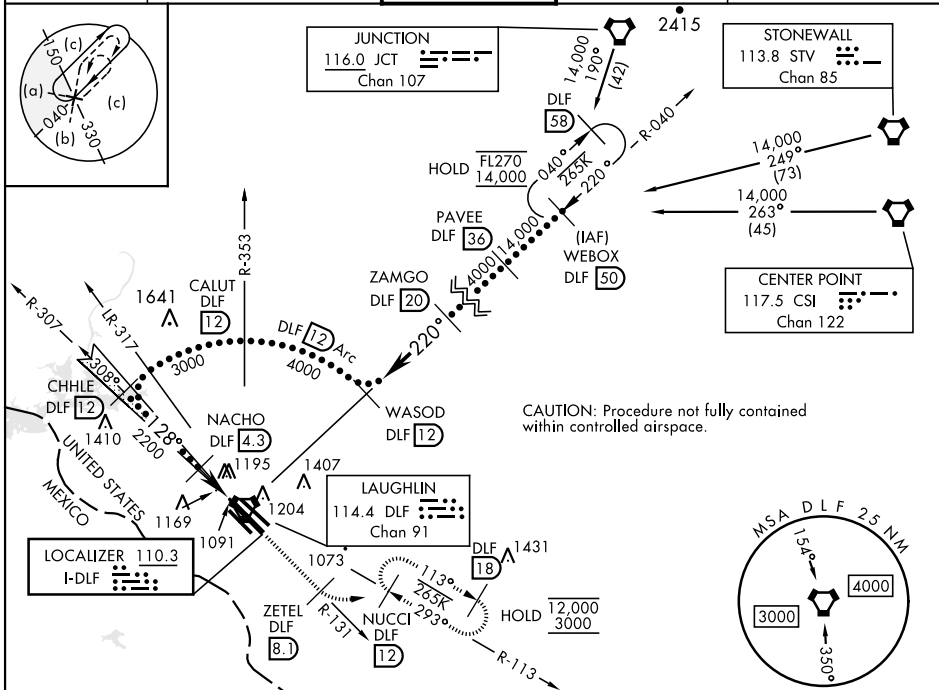 (c)
150
(a)
(c)
040
(b)
330
JUNCTION
116.0 JCT
Chan 107
14,000
190°
(42)
2415
STONEWALL
113.8 STV
Chan 85
DLF
58
R-040
HOLD
FL270
14,000
040°
265K
220°
14,000
249°
(73)
14,000
263°
(45)
PAVEE
DLF 36
4000
14,000
(IAF)
WEBOX
DLF 50
CENTER POINT
117.5 CSI
Chan 122
ZAMGO
DLF 20
220°
R-353
R-307
LR-317
1641
CALUT
DLF
12
DLF 12 Arc
3000
4000
308°
CHHLE
DLF 12
1410
128°
2200
NACHO
DLF 4.3
WASOD
DLF 12
CAUTION: Procedure not fully contained
within controlled airspace.
UNITED STATES
MEXICO
1195
1407
1169
1204
1091
LAUGHLIN
114.4 DLF
Chan 91
LOCALIZER 110.3
I-DLF
1073
DLF
18
1431
113°
265K
293°
HOLD
12,000
3000
ZETEL
DLF
8.1
R-131
NUCCI
DLF
12
R-113
MSA DLF 25 NM
154°
3000
4000
350°